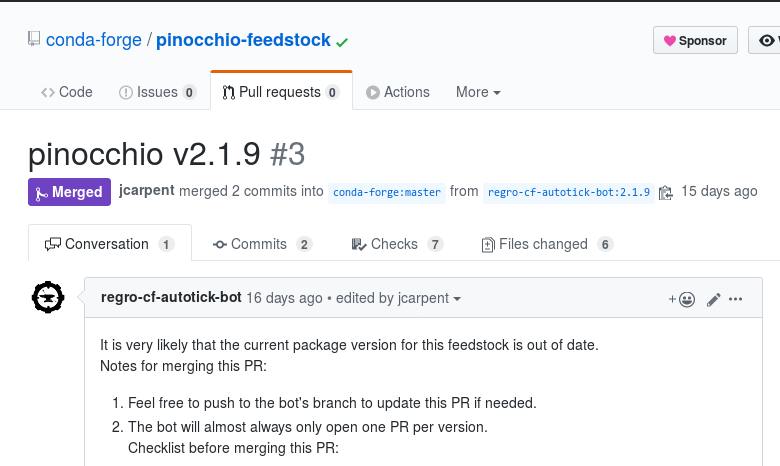 conda-forge / pinocchio-feedstock
Sponsor
Code
Issues 0
Pull requests 0
Actions
More
pinocchio v2.1.9 #3
Merged jcarpent merged 2 commits into conda-forge:master from regro-cf-autotick-bot:2.1.9 15 days ago
Conversation 1
Commits 2
Checks 7
Files changed 6
regro-cf-autotick-bot 16 days ago • edited by jcarpent
It is very likely that the current package version for this feedstock is out of date.
Notes for merging this PR:
1. Feel free to push to the bot's branch to update this PR if needed.
2. The bot will almost always only open one PR per version.
Checklist before merging this PR: